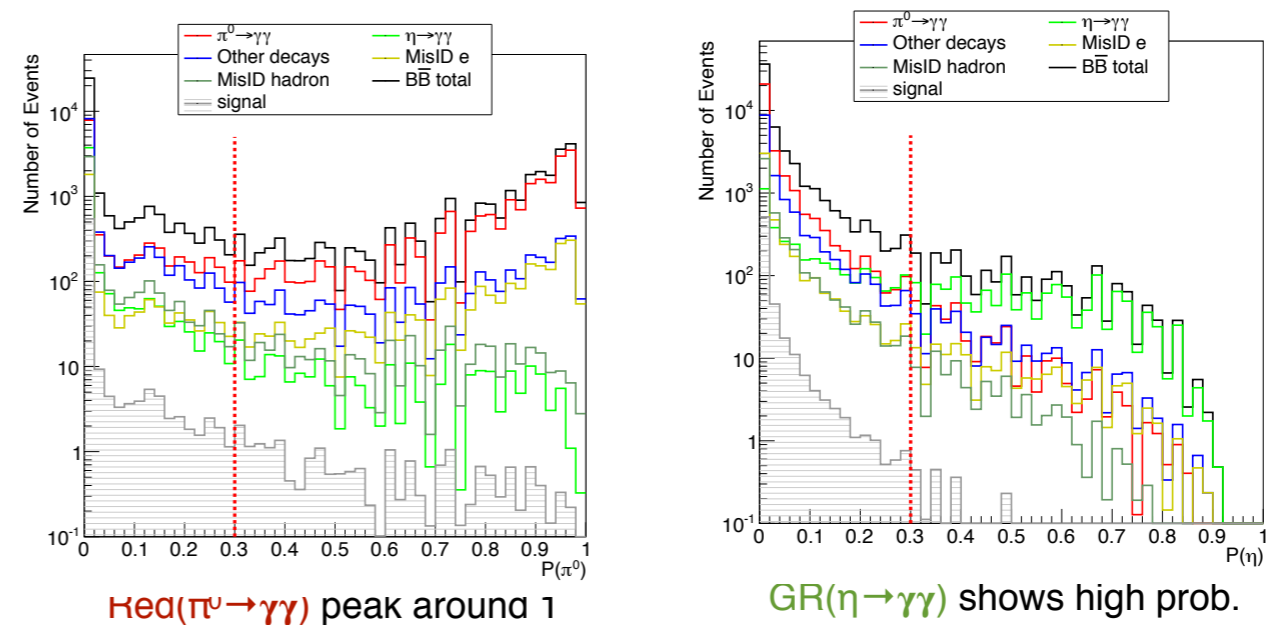 π⁰→γγ η→γγ
Other decays MisID e
MisID hadron BB̅ total
signal
Number of Events
10⁴
10³
10²
10
1
10⁻¹
0 0.1 0.2 0.3 0.4 0.5 0.6 0.7 0.8 0.9 1
P(π⁰)
Red(π⁰→γγ) peak around 1
π⁰→γγ η→γγ
Other decays MisID e
MisID hadron BB̅ total
signal
Number of Events
10⁴
10³
10²
10
1
10⁻¹
0 0.1 0.2 0.3 0.4 0.5 0.6 0.7 0.8 0.9 1
P(η)
GR(η→γγ) shows high prob.